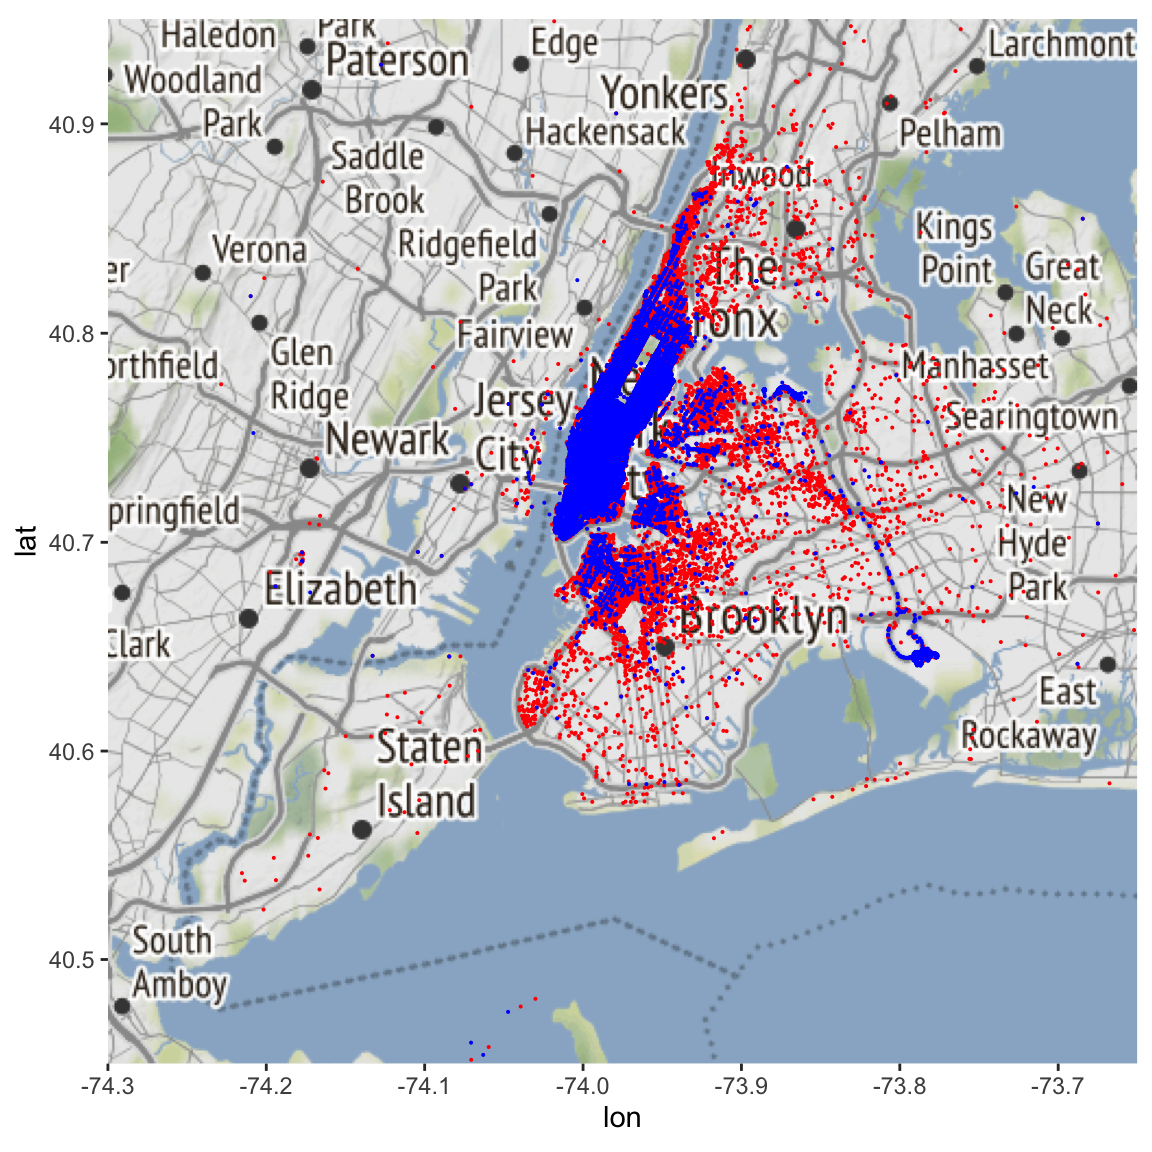 Haledon
Park
Edge
Larchmont
Paterson
Woodland
Park
Yonkers
Hackensack
Pelham
Saddle
Brook
Inwood
Verona
Ridgefield
Park
Kings
Point
The
Great
Neck
er
Fairview
ronx
Glen
Ridge
orthfield
Manhasset
Jersey
City
Searingtown
Newark
New
Hyde
Park
pringfield
Elizabeth
Brooklyn
Clark
East
Rockaway
Staten
Island
South
Amboy
40.9
40.8
40.7
40.6
40.5
lat
-74.3
-74.2
-74.1
-74.0
-73.9
-73.8
-73.7
lon